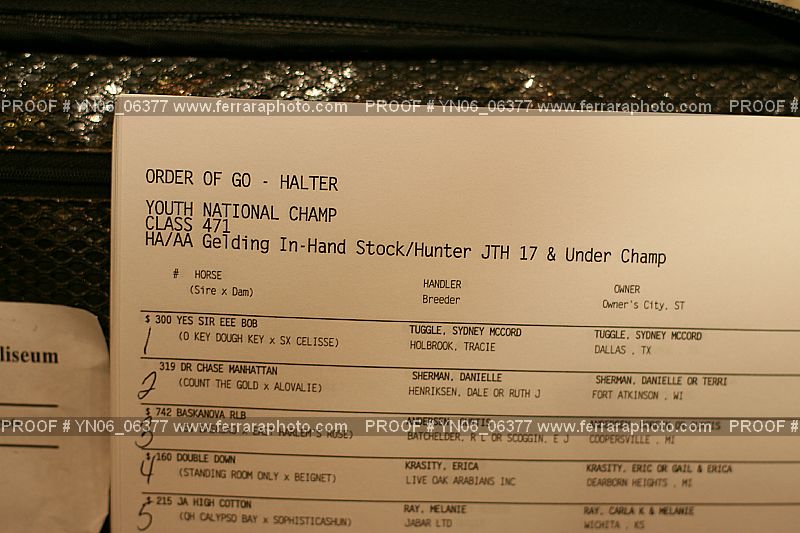 PROOF # YN06_06377 www.ferraraphoto.com PROOF # YN06_06377 www.ferraraphoto.com PROOF #
ORDER OF GO - HALTER
YOUTH NATIONAL CHAMP
CLASS 471
HA/AA Gelding In-Hand Stock/Hunter JTH 17 & Under Champ
# HORSE HANDLER OWNER
(Sire x Dam) Breeder Owner's City, ST
$ 300 YES SIR EEE BOB TUGGLE, SYDNEY MCCORD TUGGLE, SYDNEY MCCORD
1 (O KEY DOUGH KEY x SX CELISSE) HOLBROOK, TRACIE DALLAS , TX
319 DR CHASE MANHATTAN SHERMAN, DANIELLE SHERMAN, DANIELLE OR TERRI
2 (COUNT THE GOLD x ALOVALIE) HENRIKSEN, DALE OR RUTH J FORT ATKINSON , WI
liseum
$ 742 BASKANOVA RLB
PROOF # YN06_06377 www.ferraraphoto.com PROOF # YN06_06377 www.ferraraphoto.com PROOF #
3 HARLEM'S ROSE) BATCHELDER, R L OR SCOGGIN, E J COOPERSVILLE , MI
$ 160 DOUBLE DOWN KRASITY, ERICA KRASITY, ERIC OR GAIL & ERICA
4 (STANDING ROOM ONLY x BEIGNET) LIVE OAK ARABIANS INC DEARBORN HEIGHTS , MI
$ 215 JA HIGH COTTON RAY, MELANIE RAY, CARLA K & MELANIE
5 (OH CALYPSO BAY x SOPHISTICASHUN) JABAR LTD WICHITA , KS